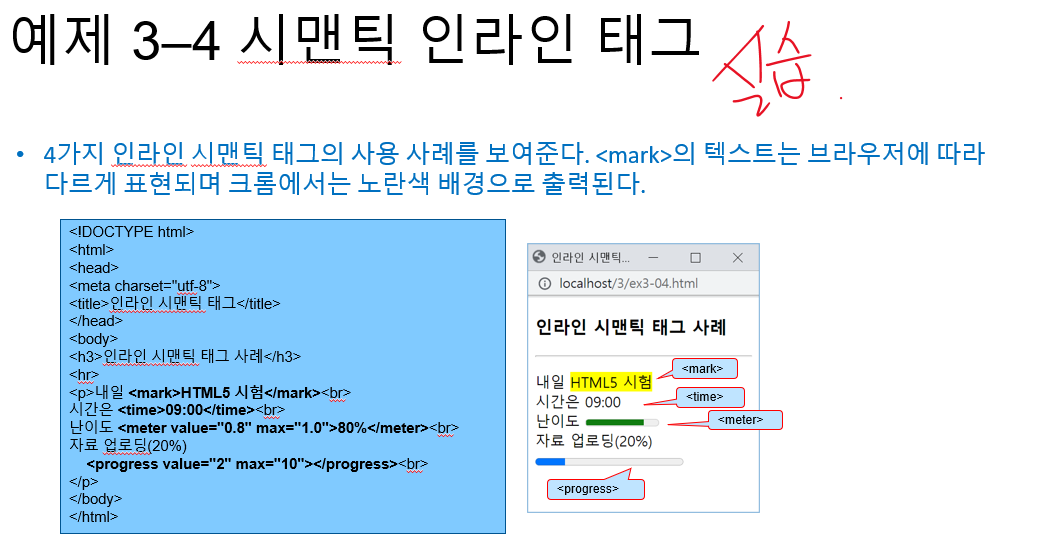 예제 3–4 시맨틱 인라인 태그
실습
• 4가지 인라인 시맨틱 태그의 사용 사례를 보여준다. <mark>의 텍스트는 브라우저에 따라
다르게 표현되며 크롬에서는 노란색 배경으로 출력된다.
<!DOCTYPE html>
<html>
<head>
<meta charset="utf-8">
<title>인라인 시맨틱 태그</title>
</head>
<body>
<h3>인라인 시맨틱 태그 사례</h3>
<hr>
<p>내일 <mark>HTML5 시험</mark><br>
시간은 <time>09:00</time><br>
난이도 <meter value="0.8" max="1.0">80%</meter><br>
자료 업로딩(20%)
<progress value="2" max="10"></progress><br>
</p>
</body>
</html>
인라인 시맨틱...
localhost/3/ex3-04.html
인라인 시맨틱 태그 사례
<mark>
내일 HTML5 시험
<time>
시간은 09:00
<meter>
난이도
자료 업로딩(20%)
<progress>